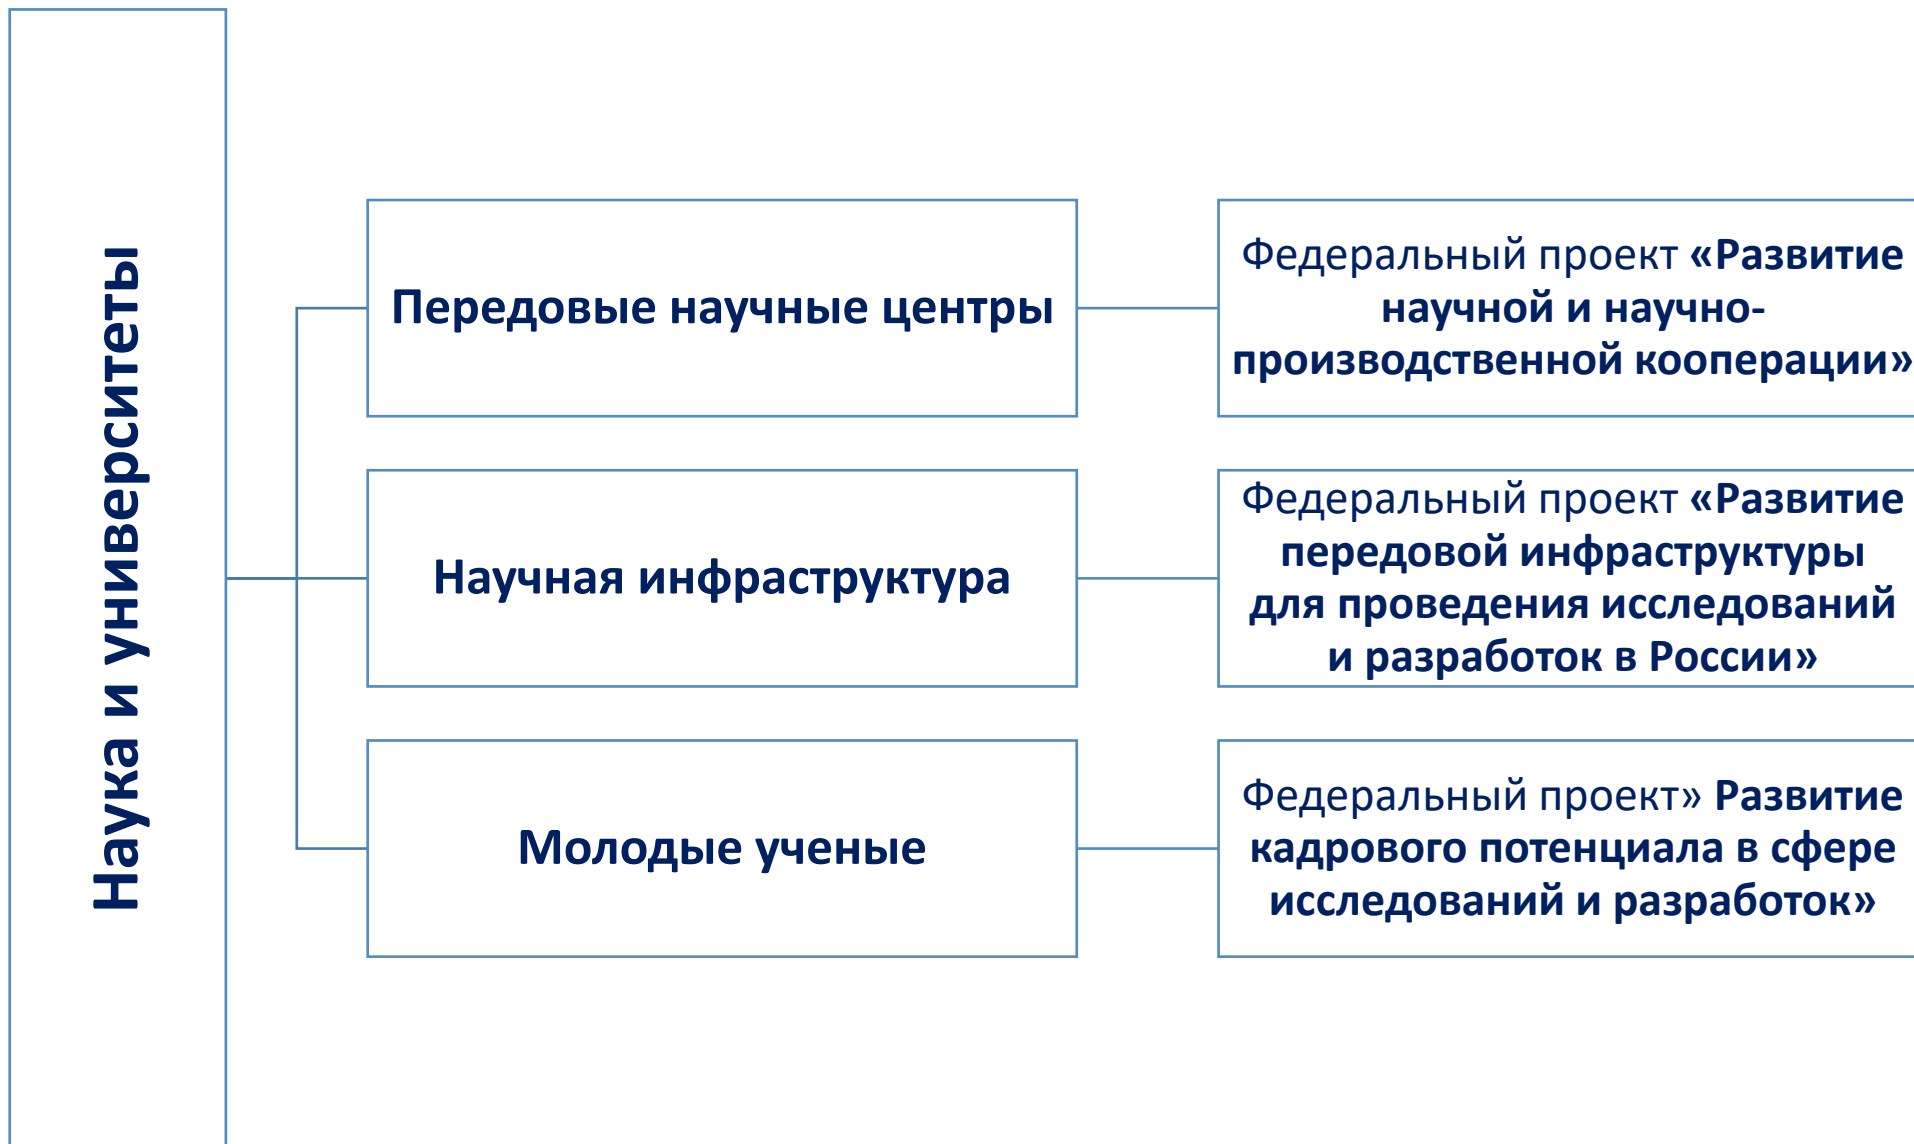 Наука и университеты
Передовые научные центры
Федеральный проект «Развитие
научной и научно-
производственной кооперации»
Научная инфраструктура
Федеральный проект «Развитие
передовой инфраструктуры
для проведения исследований
и разработок в России»
Молодые ученые
Федеральный проект» Развитие
кадрового потенциала в сфере
исследований и разработок»